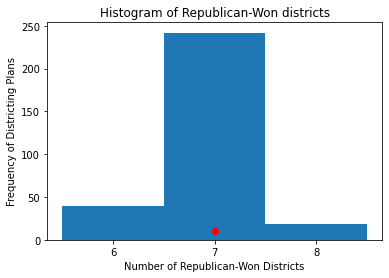 Histogram of Republican-Won districts
Frequency of Districting Plans
250
200
150
100
50
0
6 7 8
Number of Republican-Won Districts